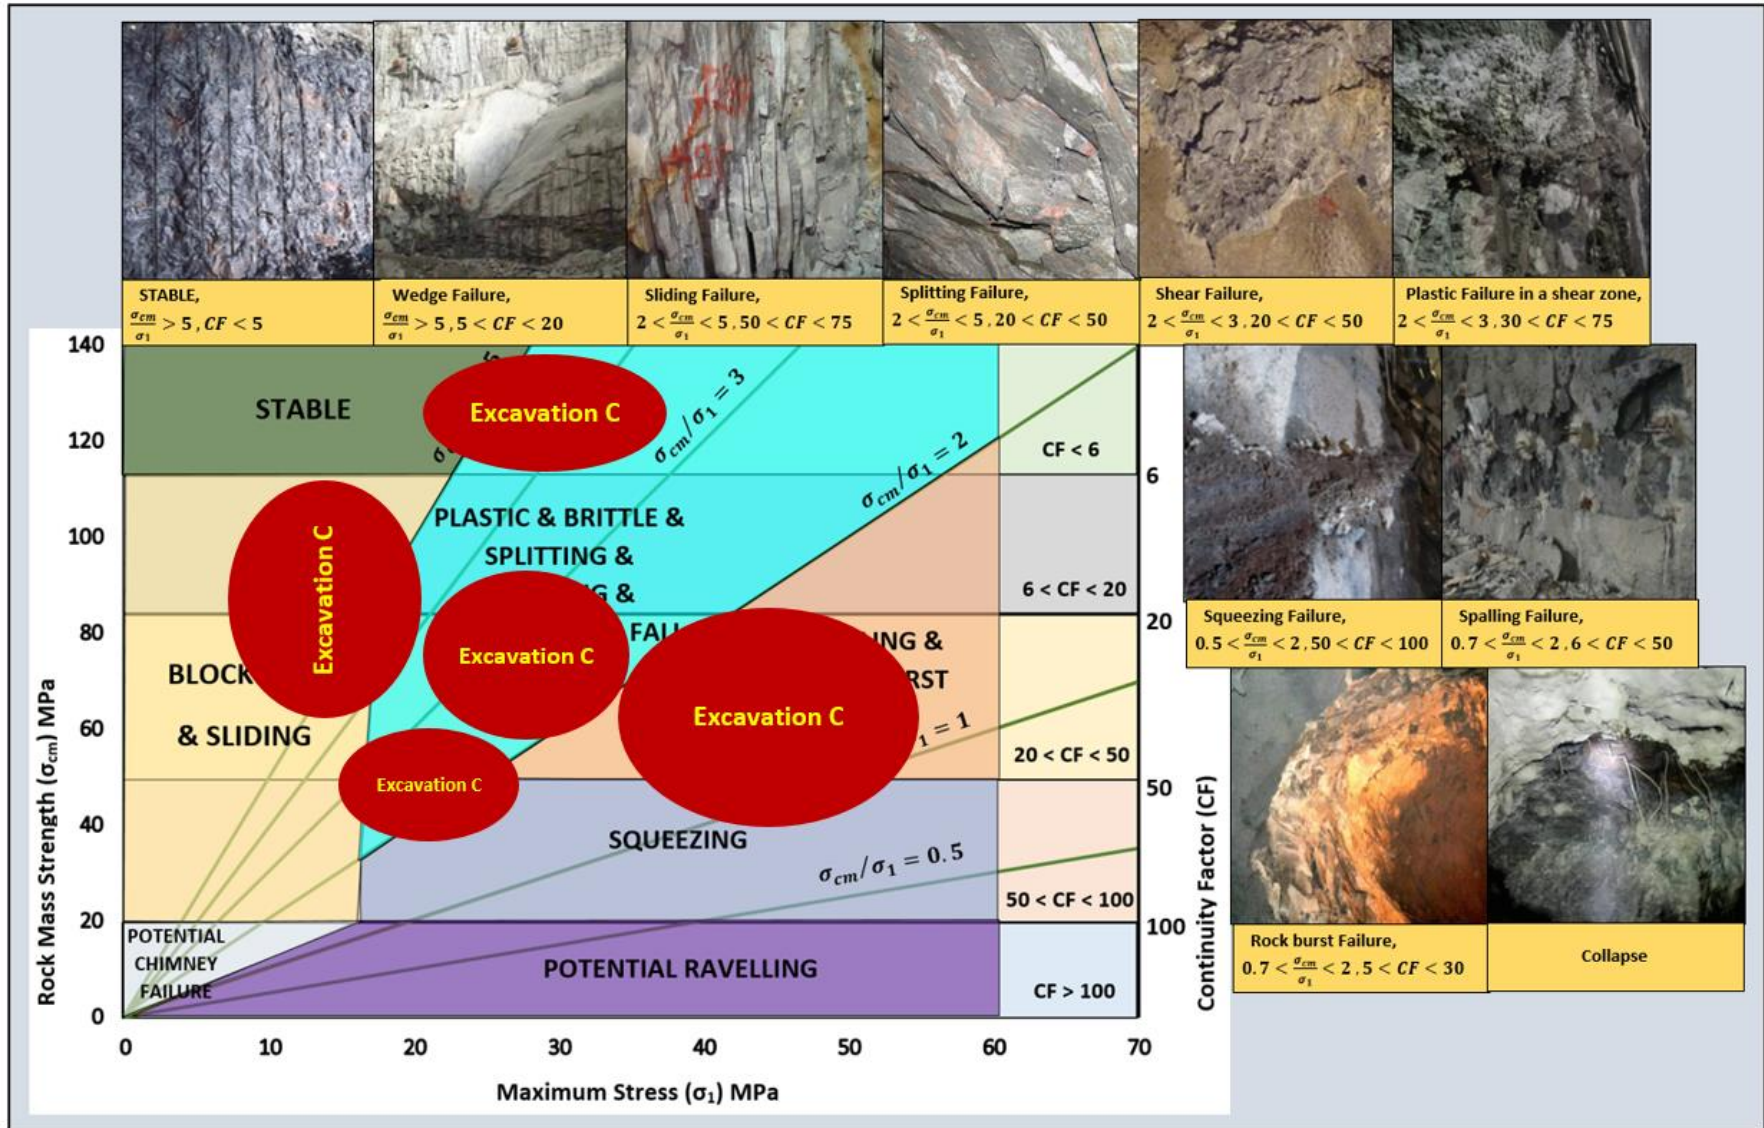 STABLE,
σcm/σ1 > 5 , CF < 5
Wedge Failure,
σcm/σ1 > 5 , 5 < CF < 20
Sliding Failure,
2 < σcm/σ1 < 5 , 50 < CF < 75
Splitting Failure,
2 < σcm/σ1 < 5 , 20 < CF < 50
Shear Failure,
2 < σcm/σ1 < 3 , 20 < CF < 50
Plastic Failure in a shear zone,
2 < σcm/σ1 < 3 , 30 < CF < 75
Rock Mass Strength (σcm) MPa
140
120
100
80
60
40
20
0
STABLE
5
Excavation C
σcm/σ1 = 3
σcm/σ1 = 2
CF < 6
6
Excavation C
PLASTIC & BRITTLE &
SPLITTING &
&
6 < CF < 20
20
BLOCK
& SLIDING
Excavation C
Excavation C
&
1 = 1
20 < CF < 50
50
Excavation C
SQUEEZING
σcm/σ1 = 0.5
50 < CF < 100
100
POTENTIAL
CHIMNEY
FAILURE
POTENTIAL RAVELLING
CF > 100
Continuity Factor (CF)
0 10 20 30 40 50 60 70
Maximum Stress (σ1) MPa
Squeezing Failure,
0.5 < σcm/σ1 < 2 , 50 < CF < 100
Spalling Failure,
0.7 < σcm/σ1 < 2 , 6 < CF < 50
Rock burst Failure,
0.7 < σcm/σ1 < 2 , 5 < CF < 30
Collapse